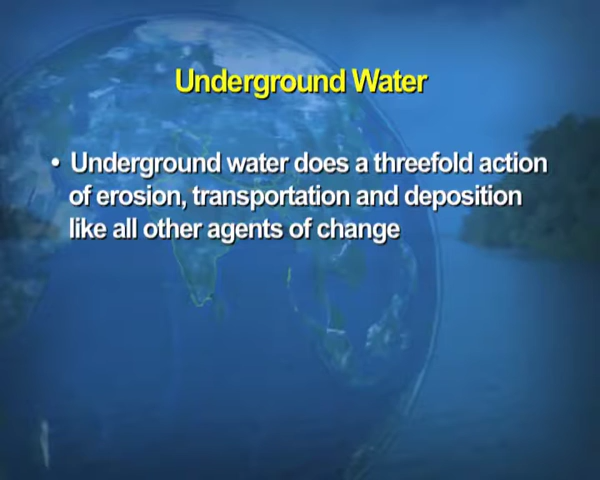 Underground Water
• Underground water does a threefold action
of erosion, transportation and deposition
like all other agents of change